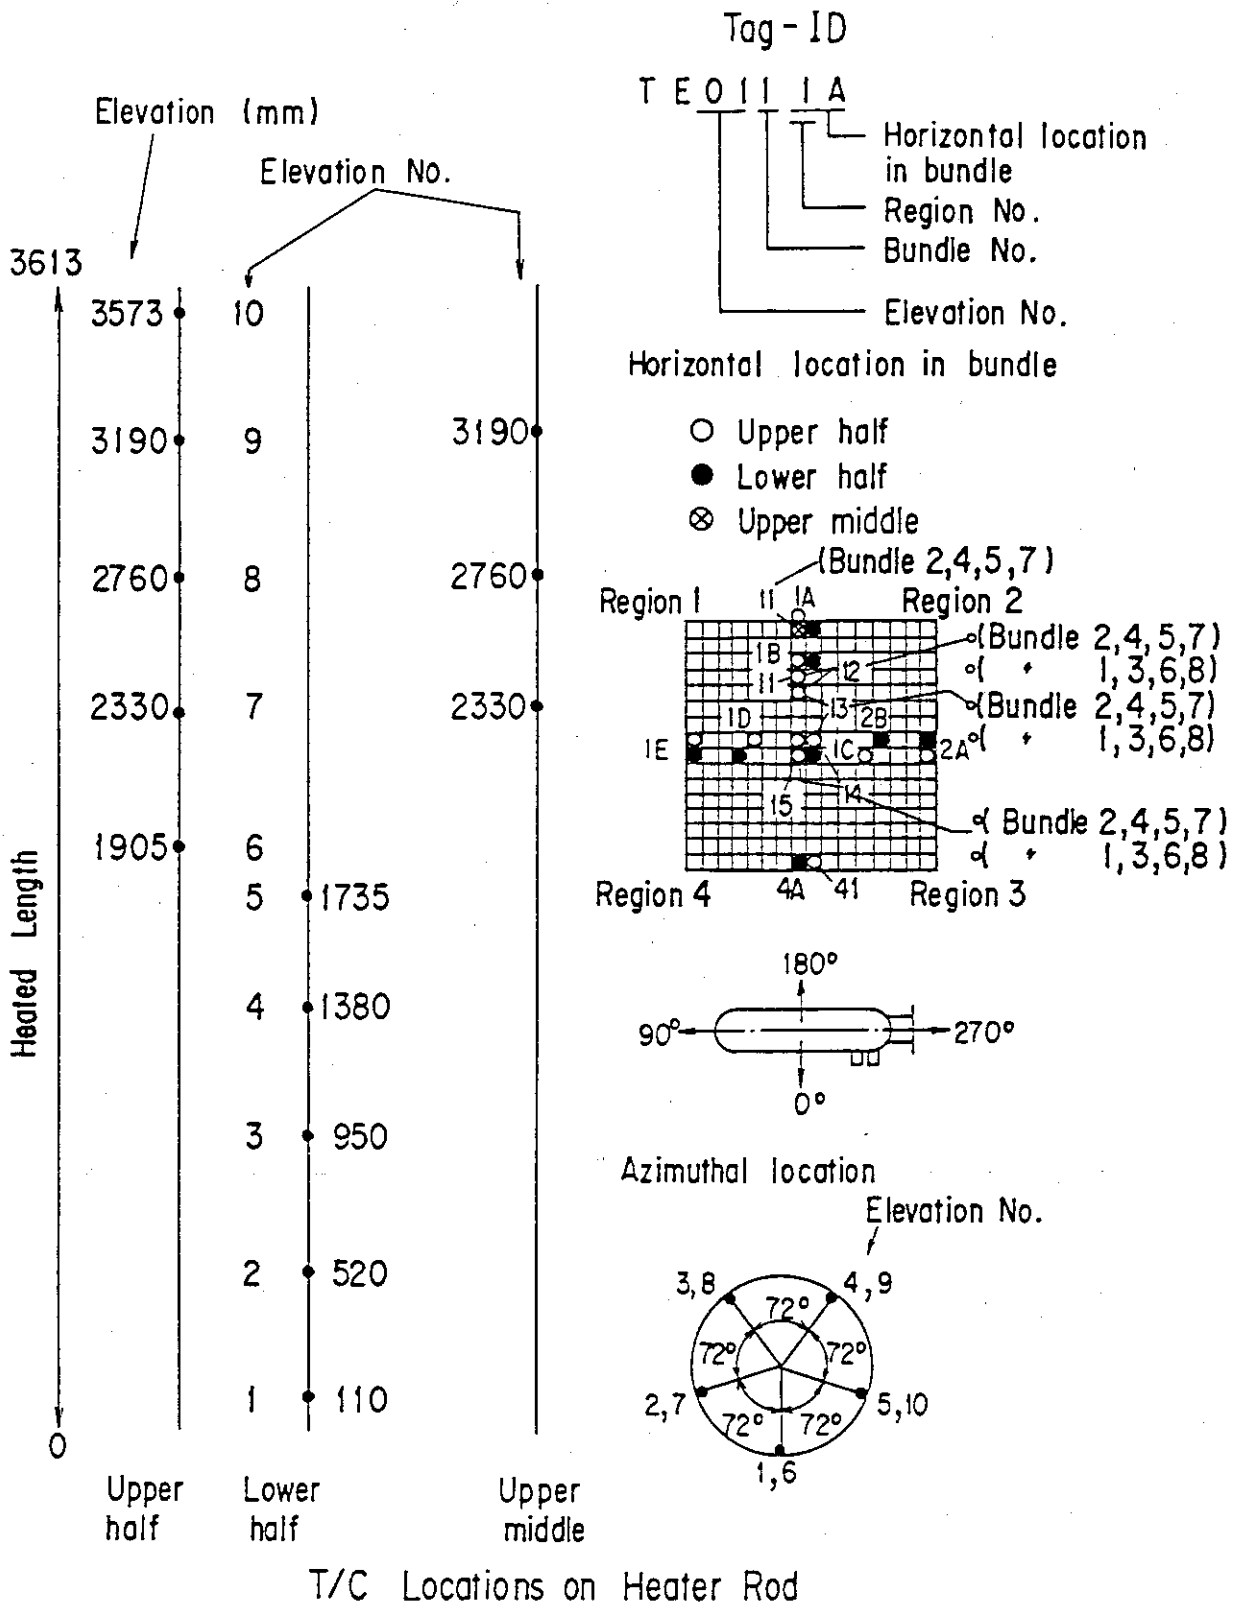 Tag-ID
TE011 1A
Horizontal location
in bundle
Region No.
Bundle No.
Elevation No.
Elevation (mm)
Elevation No.
3613
3573 10
3190 9 3190
2760 8 2760
2330 7 2330
1905 6
5 1735
4 1380
3 950
2 520
1 110
0
Heated Length
Upper
half
Lower
half
Upper
middle
Horizontal location in bundle
Upper half
Lower half
Upper middle
(Bundle 2,4,5,7)
Region 1 11 1A Region 2
1B 12
11
13
1D 2B
1E 1C 2A
15 14
(Bundle 2,4,5,7)
( 〃 1,3,6,8)
(Bundle 2,4,5,7)
( 〃 1,3,6,8)
(Bundle 2,4,5,7)
( 〃 1,3,6,8)
Region 4 4A 41 Region 3
180°
90° 270°
0°
Azimuthal location
Elevation No.
3,8 4,9
72°
72° 72°
2,7 5,10
72° 72°
1,6
T/C Locations on Heater Rod